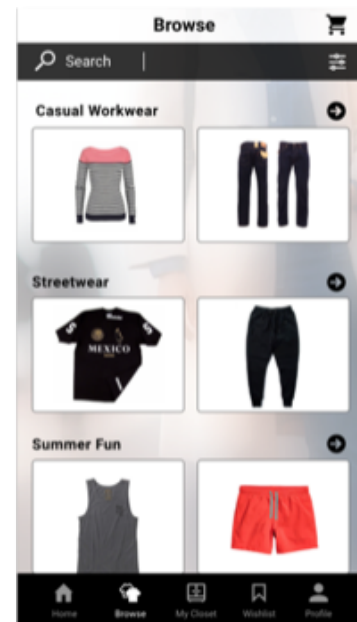 Browse
Search
Casual Workwear
Streetwear
MEXICO
Summer Fun
Home Browse My Closet Wishlist Profile